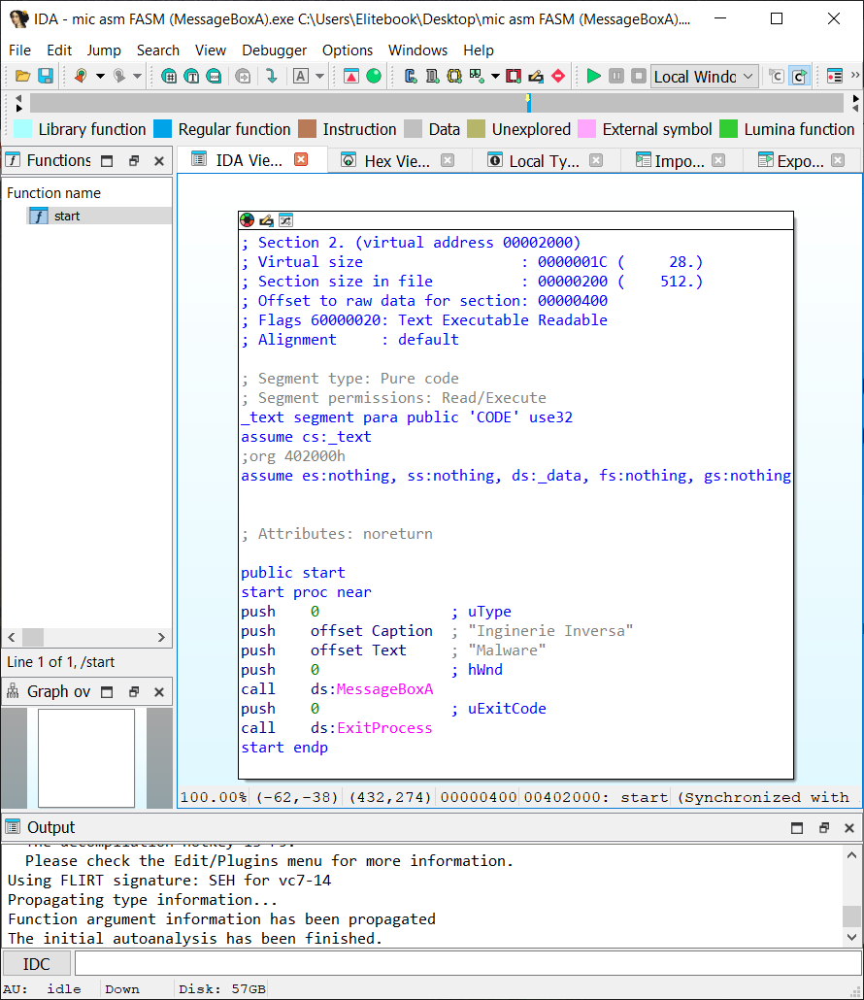 IDA - mic asm FASM (MessageBoxA).exe C:\Users\Elitebook\Desktop\mic asm FASM (MessageBoxA)....
File Edit Jump Search View Debugger Options Windows Help
Local Windo
Library function Regular function Instruction Data Unexplored External symbol Lumina function
Functions
IDA Vie... Hex Vie... Local Ty... Impo... Expo...
Function name
start
; Section 2. (virtual address 00002000)
; Virtual size : 0000001C ( 28.)
; Section size in file : 00000200 ( 512.)
; Offset to raw data for section: 00000400
; Flags 60000020: Text Executable Readable
; Alignment : default
; Segment type: Pure code
; Segment permissions: Read/Execute
_text segment para public 'CODE' use32
assume cs:_text
;org 402000h
assume es:nothing, ss:nothing, ds:_data, fs:nothing, gs:nothing
; Attributes: noreturn
public start
start proc near
push 0 ; uType
push offset Caption ; "Inginerie Inversa"
push offset Text ; "Malware"
push 0 ; hWnd
call ds:MessageBoxA
push 0 ; uExitCode
call ds:ExitProcess
start endp
Line 1 of 1, /start
Graph ov
100.00% (-62,-38) (432,274) 00000400 00402000: start (Synchronized with
Output
The decompilation hotkey is F5.
Please check the Edit/Plugins menu for more information.
Using FLIRT signature: SEH for vc7-14
Propagating type information...
Function argument information has been propagated
The initial autoanalysis has been finished.
IDC
AU: idle Down Disk: 57GB